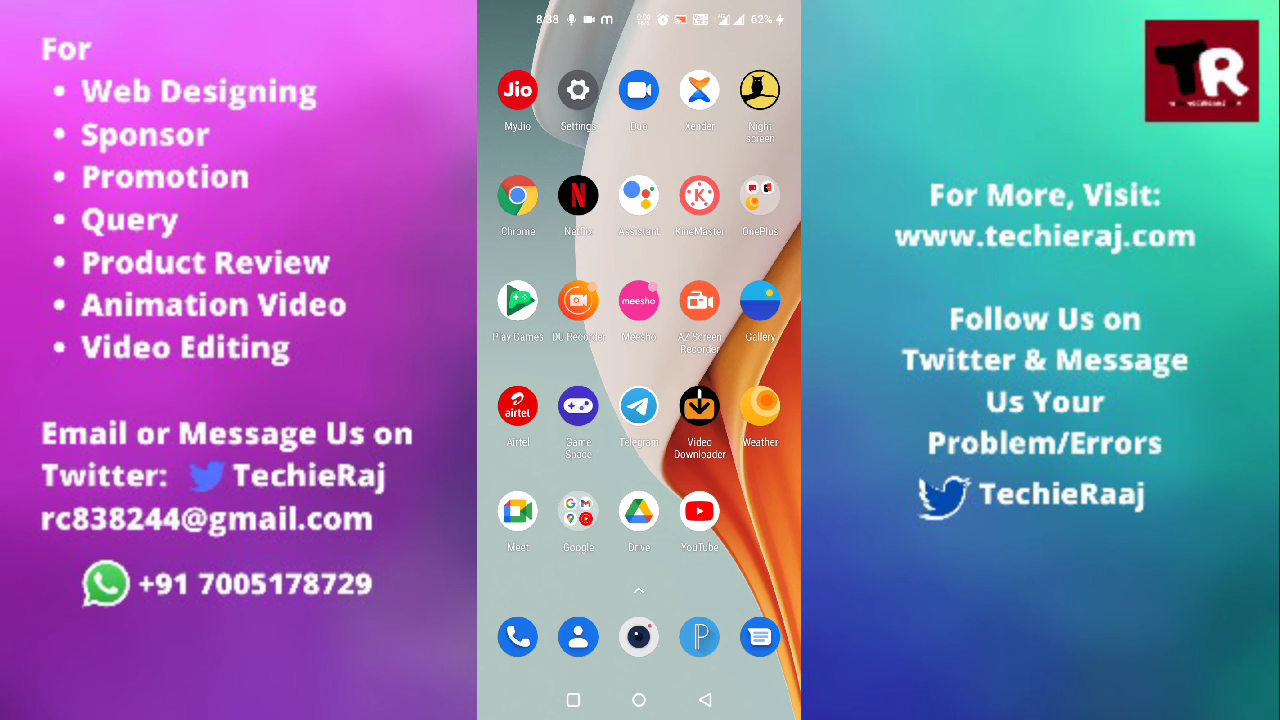 For
• Web Designing
• Sponsor
• Promotion
• Query
• Product Review
• Animation Video
• Video Editing
Email or Message Us on
Twitter: TechieRaj
rc838244@gmail.com
+91 7005178729
8:38
62%
Jio
MyJio
Settings
Duo
Xender
Night
screen
Chrome
Netflix
Assistant
KineMaster
OnePlus
Play Games
DU Recorder
meesho
Meesho
AZ Screen
Recorder
Gallery
airtel
Airtel
Game
Space
Telegram
Video
Downloader
Weather
Meet
Google
Drive
YouTube
TR
For More, Visit:
www.techieraj.com
Follow Us on
Twitter & Message
Us Your
Problem/Errors
TechieRaaj